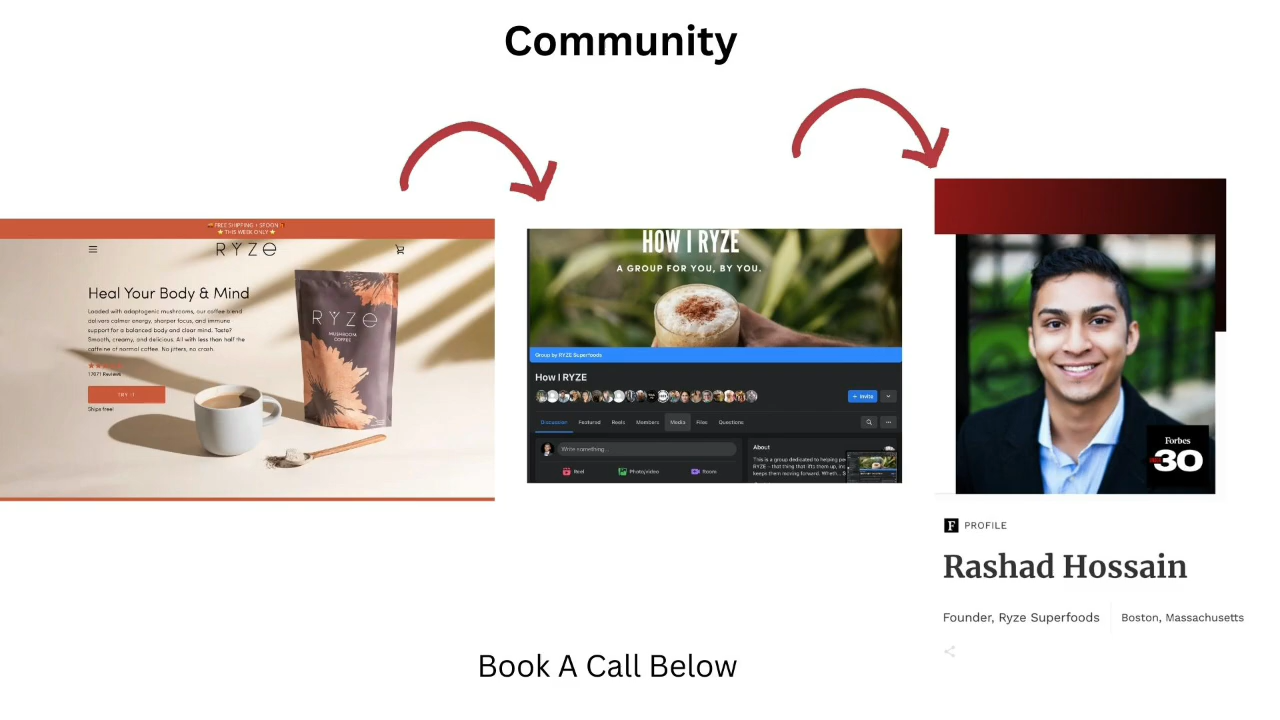 Community
FREE SHIPPING + SPOON
THIS WEEK ONLY
RYZE
Heal Your Body & Mind
Loaded with adaptogenic mushrooms, our coffee blend
delivers calmer energy, sharper focus, and immune
support for a balanced body and clear mind. Taste?
Smooth, creamy, and delicious. All with less than half the
caffeine of normal coffee. No jitters, no crash.
17071 Reviews
TRY IT
Ships free!
RYZE
MUSHROOM
COFFEE
HOW I RYZE
A GROUP FOR YOU, BY YOU.
Group by RYZE Superfoods
How I RYZE
+ Invite
Discussion Featured Reels Members Media Files Questions
Write something...
Reel Photo/video Room
About
This is a group dedicated to helping
RYZE - that thing that lifts them up,
keeps them moving forward.
Forbes
30
F PROFILE
Rashad Hossain
Founder, Ryze Superfoods
Boston, Massachusetts
Book A Call Below